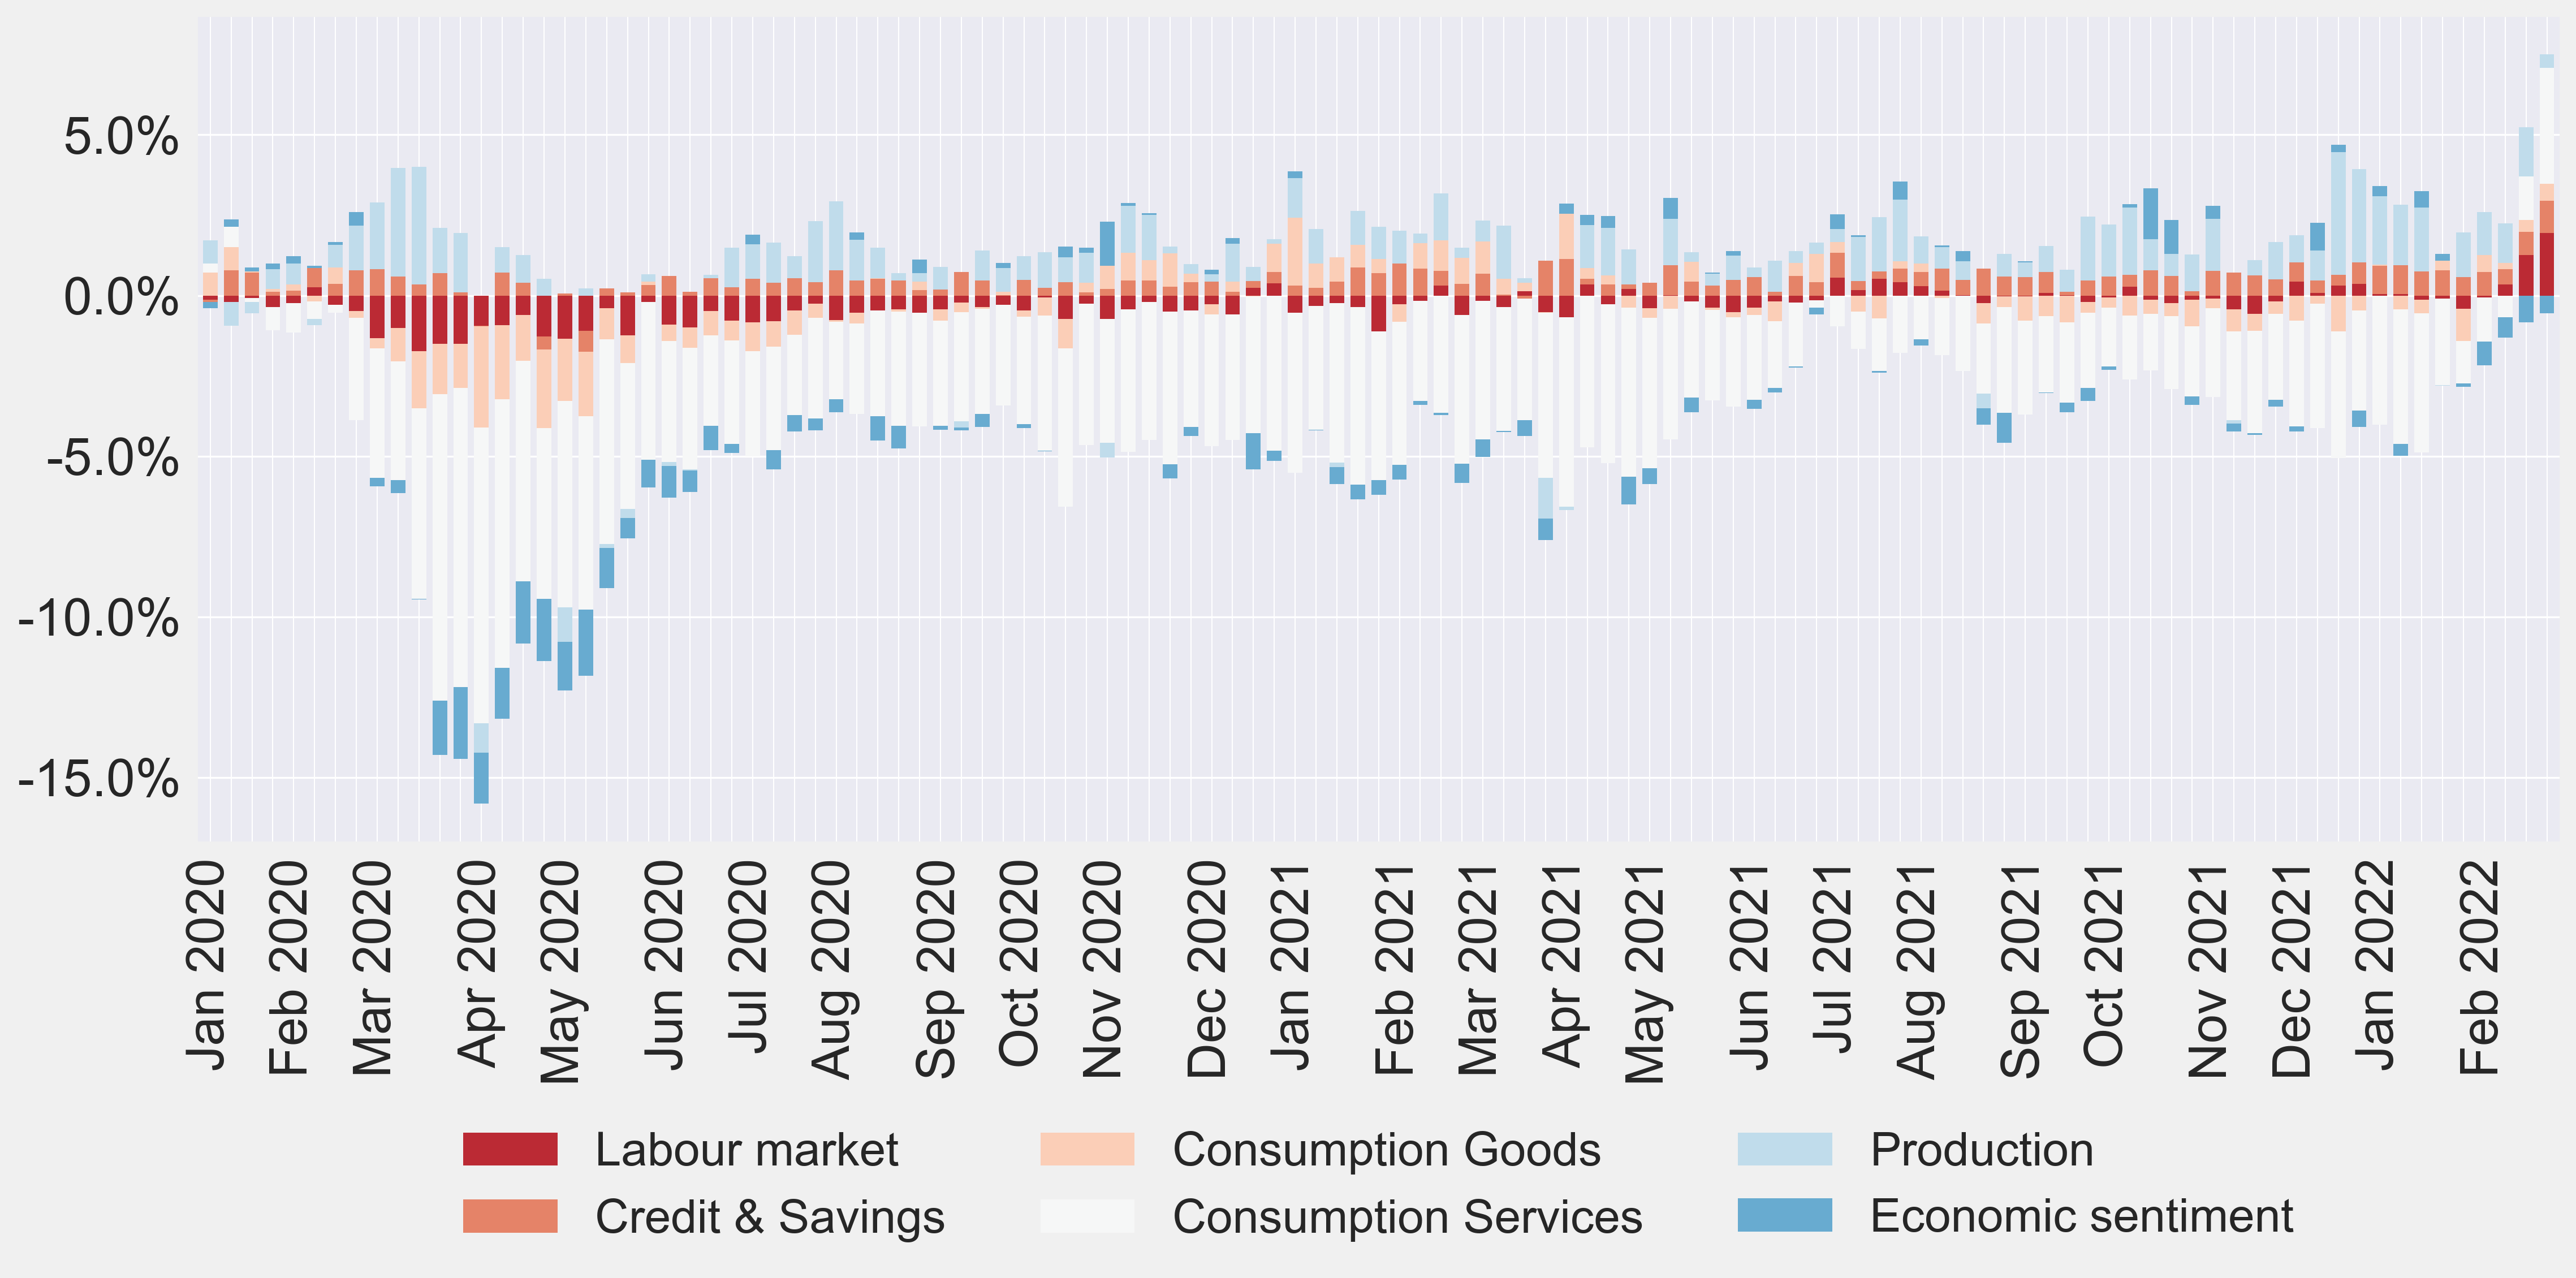 5.0%
0.0%
-5.0%
-10.0%
-15.0%
Jan 2020
Feb 2020
Mar 2020
Apr 2020
May 2020
Jun 2020
Jul 2020
Aug 2020
Sep 2020
Oct 2020
Nov 2020
Dec 2020
Jan 2021
Feb 2021
Mar 2021
Apr 2021
May 2021
Jun 2021
Jul 2021
Aug 2021
Sep 2021
Oct 2021
Nov 2021
Dec 2021
Jan 2022
Feb 2022
Labour market
Consumption Goods
Production
Credit & Savings
Consumption Services
Economic sentiment